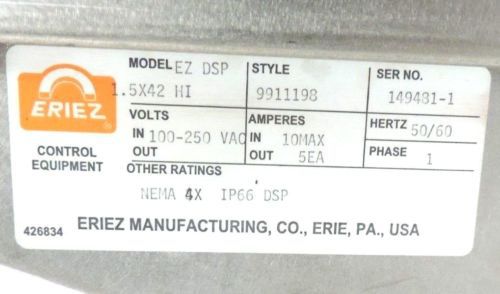 ERIEZ
CONTROL
EQUIPMENT
426834
MODEL EZ DSP
1.5X42 HI
STYLE
9911198
SER NO.
149481-1
VOLTS
IN 100-250 VAC
OUT
AMPERES
IN 10MAX
OUT 5EA
HERTZ 50/60
PHASE 1
OTHER RATINGS
NEMA 4X IP66 DSP
ERIEZ MANUFACTURING, CO., ERIE, PA., USA